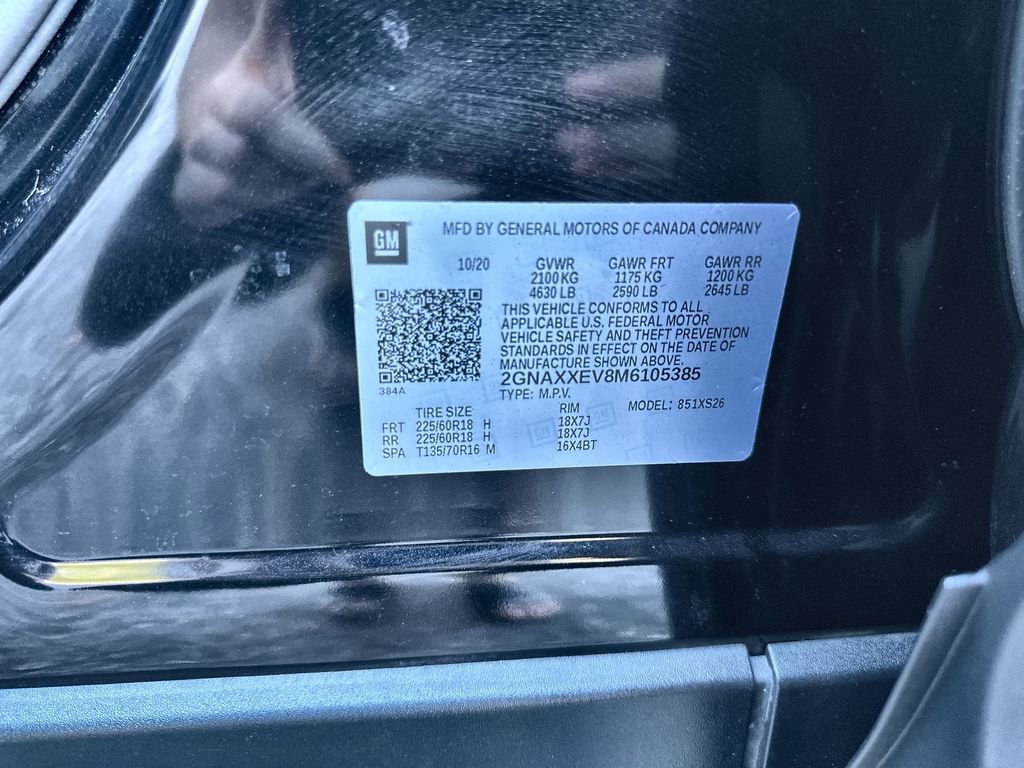 GM
MFD BY GENERAL MOTORS OF CANADA COMPANY
10/20 GVWR GAWR FRT GAWR RR
2100 KG 1175 KG 1200 KG
4630 LB 2590 LB 2645 LB
THIS VEHICLE CONFORMS TO ALL
APPLICABLE U.S. FEDERAL MOTOR
VEHICLE SAFETY AND THEFT PREVENTION
STANDARDS IN EFFECT ON THE DATE OF
MANUFACTURE SHOWN ABOVE.
2GNAXXEV8M6105385
384A
TYPE: M.P.V.
TIRE SIZE RIM MODEL: 851XS26
FRT 225/60R18 H 18X7J
RR 225/60R18 H 18X7J
SPA T135/70R16 M 16X4BT